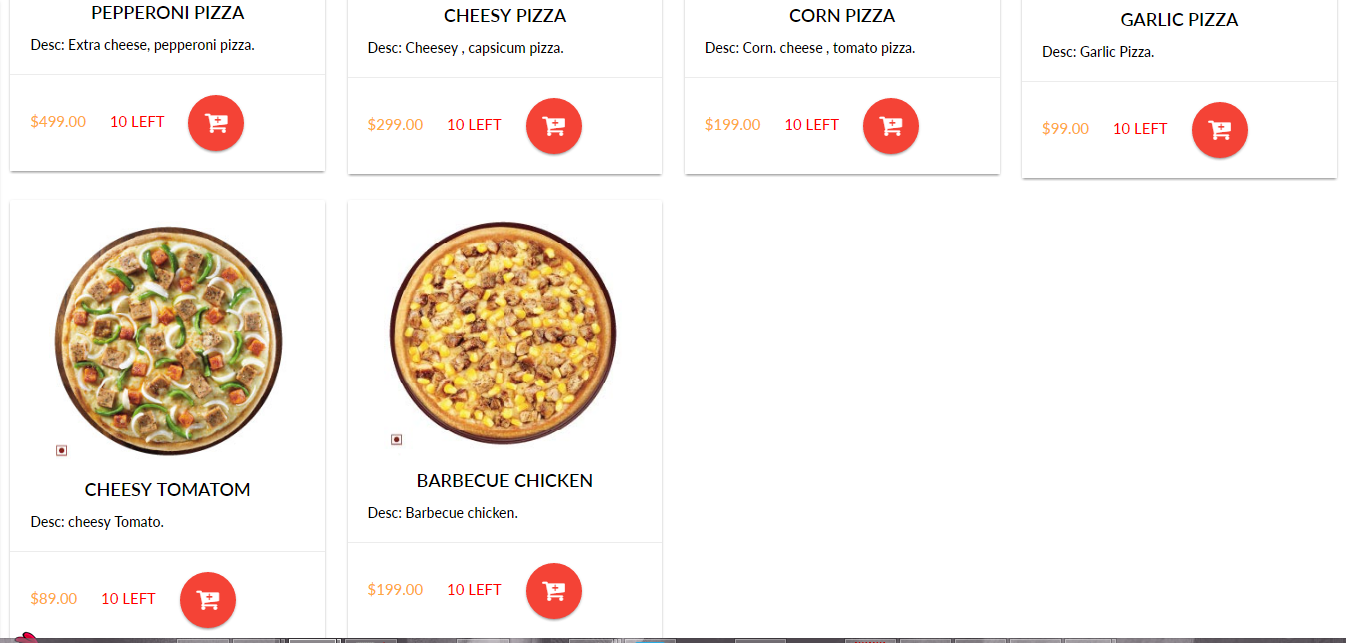 PEPPERONI PIZZA
Desc: Extra cheese, pepperoni pizza.
$499.00 10 LEFT
CHEESY PIZZA
Desc: Cheesey , capsicum pizza.
$299.00 10 LEFT
CORN PIZZA
Desc: Corn. cheese , tomato pizza.
$199.00 10 LEFT
GARLIC PIZZA
Desc: Garlic Pizza.
$99.00 10 LEFT
CHEESY TOMATOM
Desc: cheesy Tomato.
$89.00 10 LEFT
BARBECUE CHICKEN
Desc: Barbecue chicken.
$199.00 10 LEFT